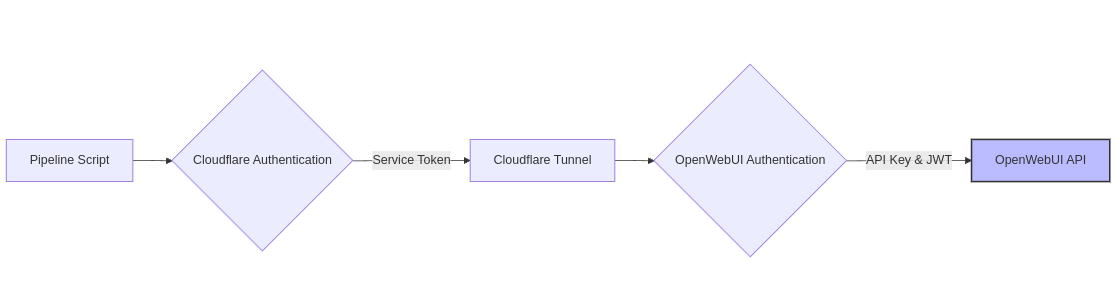 Pipeline Script
Cloudflare Authentication
Service Token
Cloudflare Tunnel
OpenWebUI Authentication
API Key & JWT
OpenWebUI API